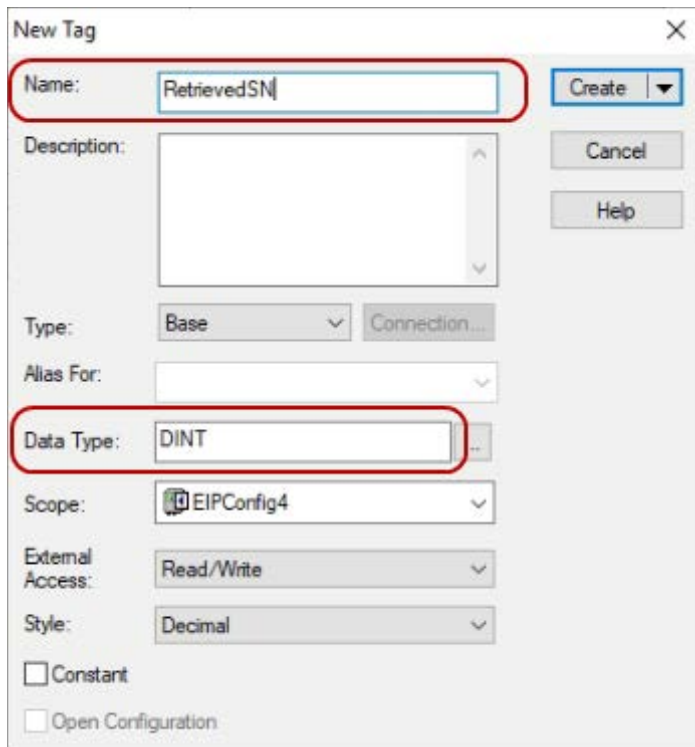 New Tag
Name:
RetrievedSN
Create
Description:
Cancel
Help
Type:
Base
Connection...
Alias For:
Data Type:
DINT
...
Scope:
EIPConfig4
External
Access:
Read/Write
Style:
Decimal
Constant
Open Configuration